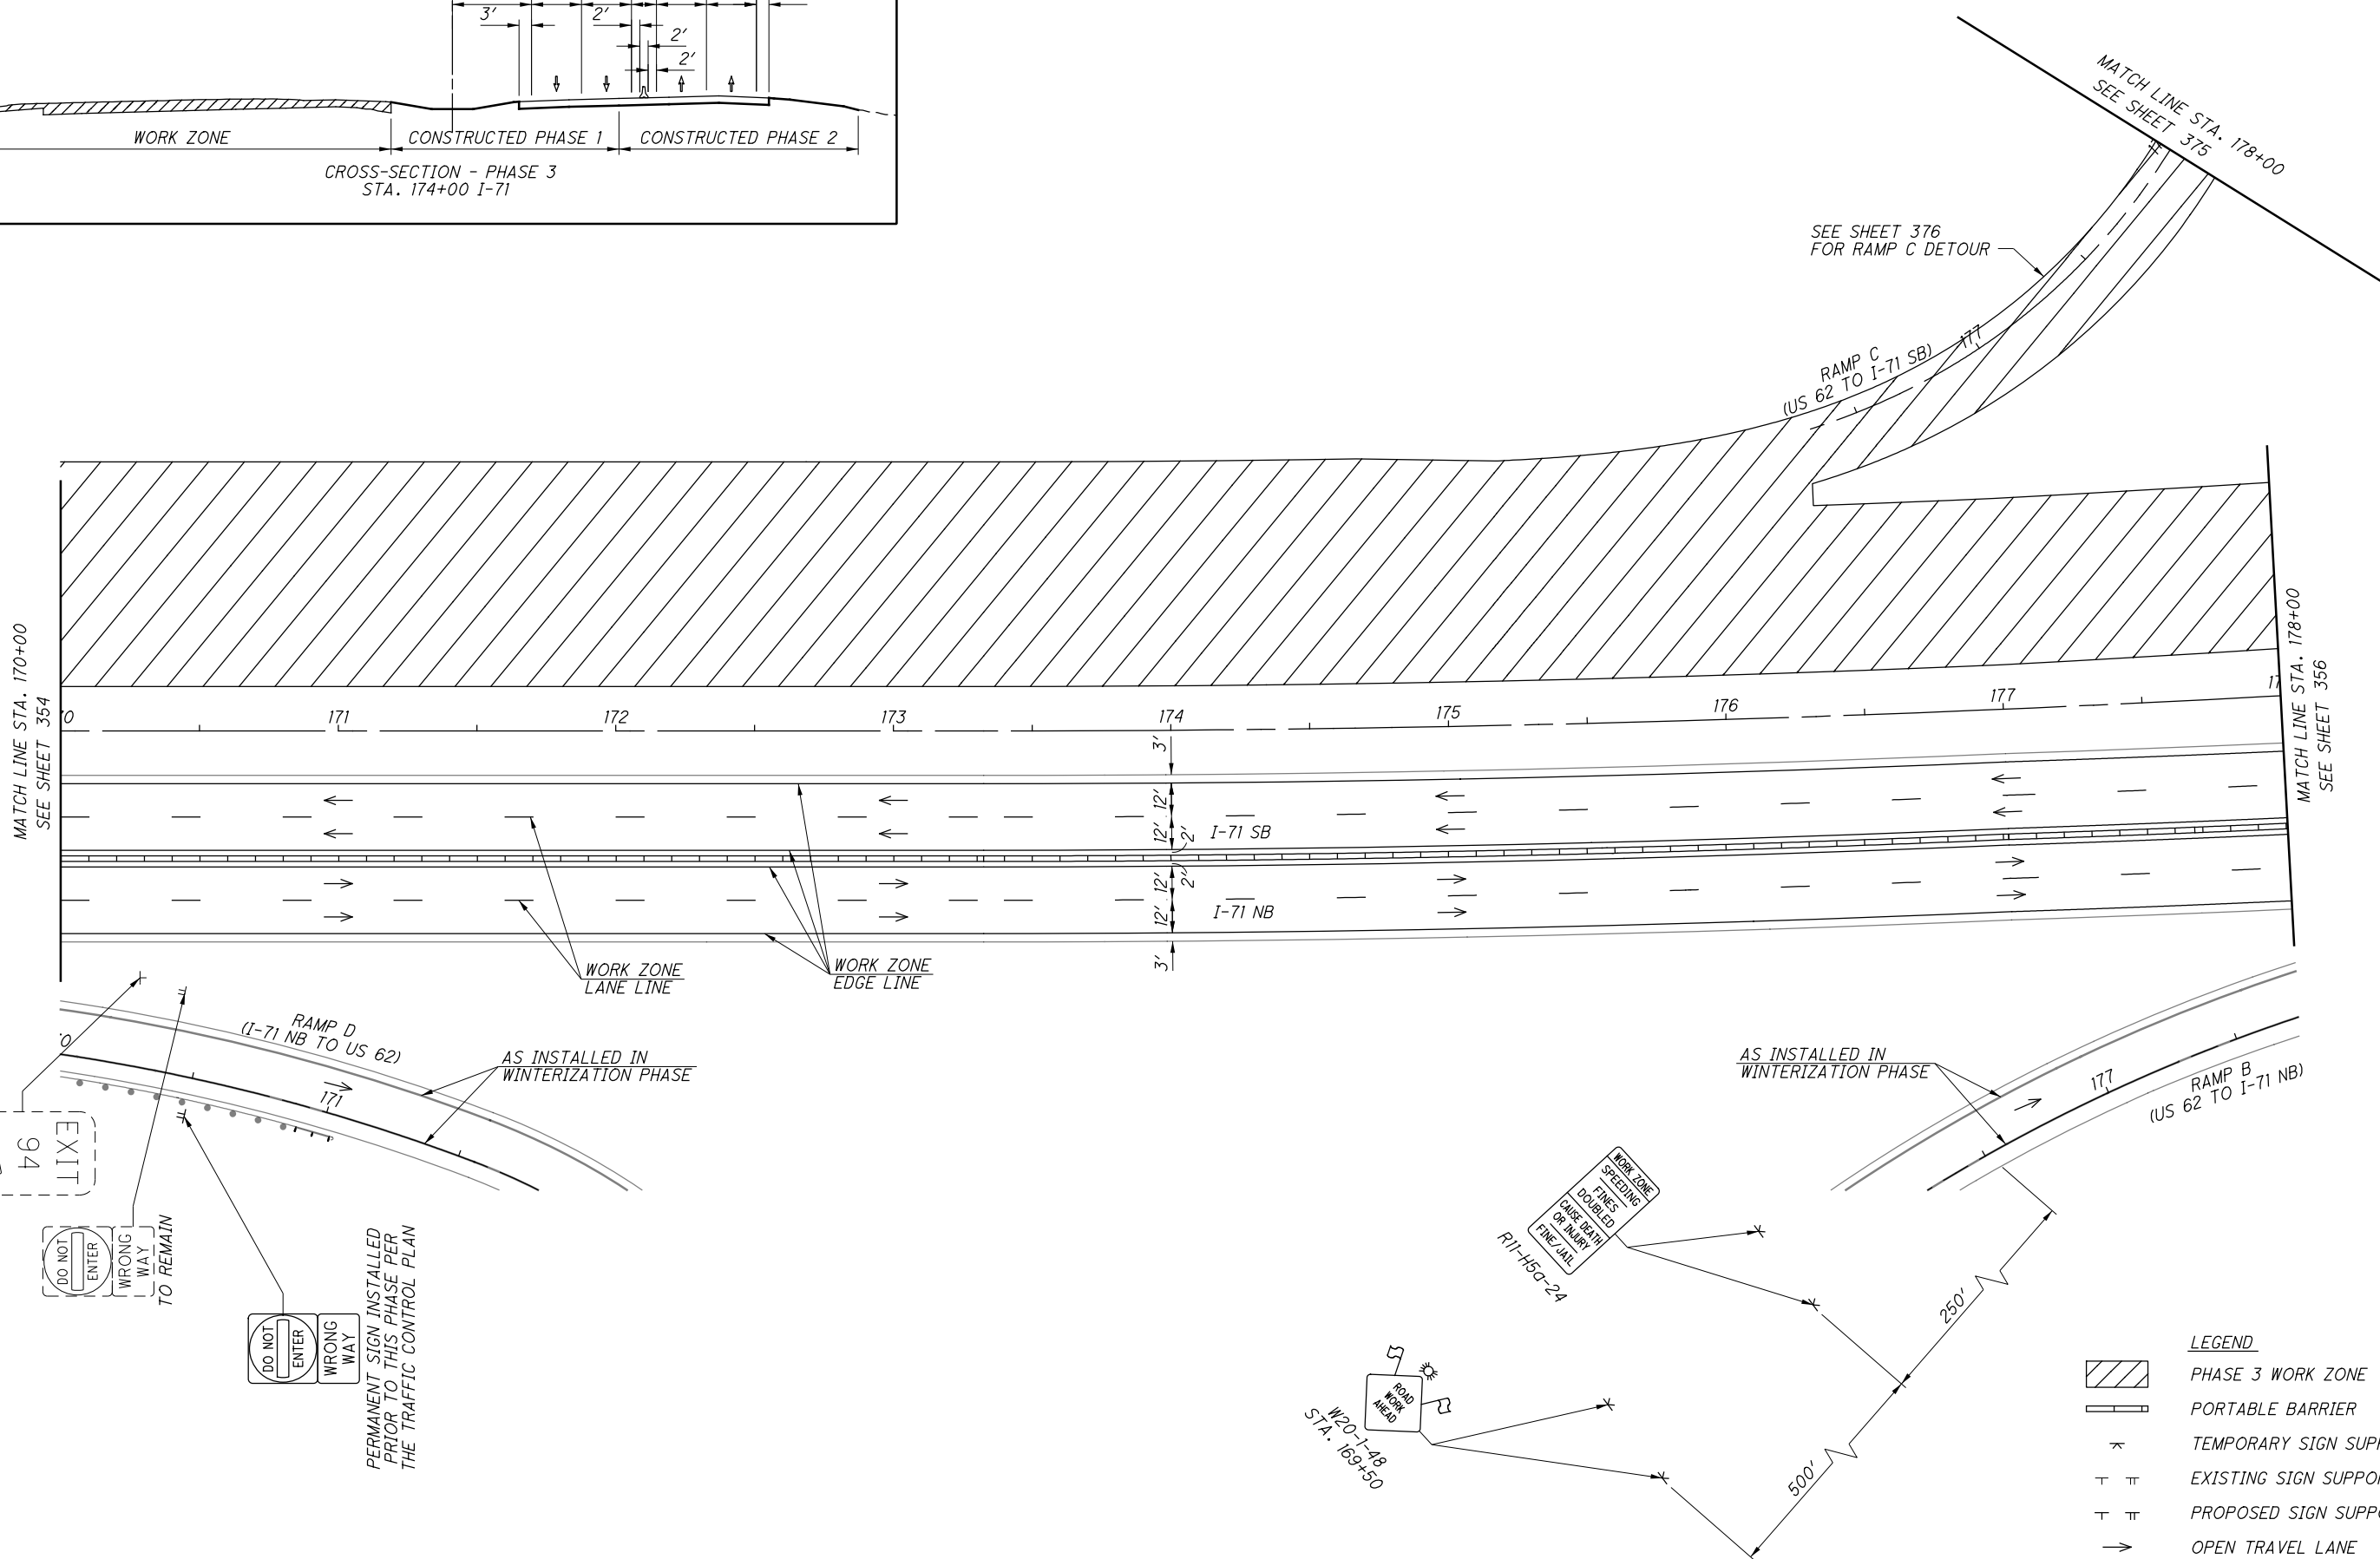 3'
2'
2'
2'
WORK ZONE
CONSTRUCTED PHASE 1
CONSTRUCTED PHASE 2
CROSS-SECTION - PHASE 3
STA. 174+00 I-71
MATCH LINE STA. 178+00
SEE SHEET 375
SEE SHEET 376
FOR RAMP C DETOUR
177
RAMP C
(US 62 TO I-71 SB)
MATCH LINE STA. 170+00
SEE SHEET 354
171
172
173
174
175
176
177
MATCH LINE STA. 178+00
SEE SHEET 356
3'
12'
12'
2'
I-71 SB
12'
2'
12'
I-71 NB
3'
WORK ZONE
LANE LINE
WORK ZONE
EDGE LINE
RAMP D
(I-71 NB TO US 62)
171
AS INSTALLED IN
WINTERIZATION PHASE
AS INSTALLED IN
WINTERIZATION PHASE
177
RAMP B
(US 62 TO I-71 NB)
EXIT
94
DO NOT
ENTER
WRONG
WAY
TO REMAIN
DO NOT
ENTER
WRONG
WAY
PERMANENT SIGN INSTALLED
PRIOR TO THIS PHASE PER
THE TRAFFIC CONTROL PLAN
WORK ZONE
SPEEDING
FINES
DOUBLED
CAUSE DEATH
OR INJURY
FINE/JAIL
R11-H5a-24
ROAD
WORK
AHEAD
W20-1-48
STA. 169+50
250'
500'
LEGEND
PHASE 3 WORK ZONE
PORTABLE BARRIER
TEMPORARY SIGN SUPP
EXISTING SIGN SUPPO
PROPOSED SIGN SUPPO
OPEN TRAVEL LANE